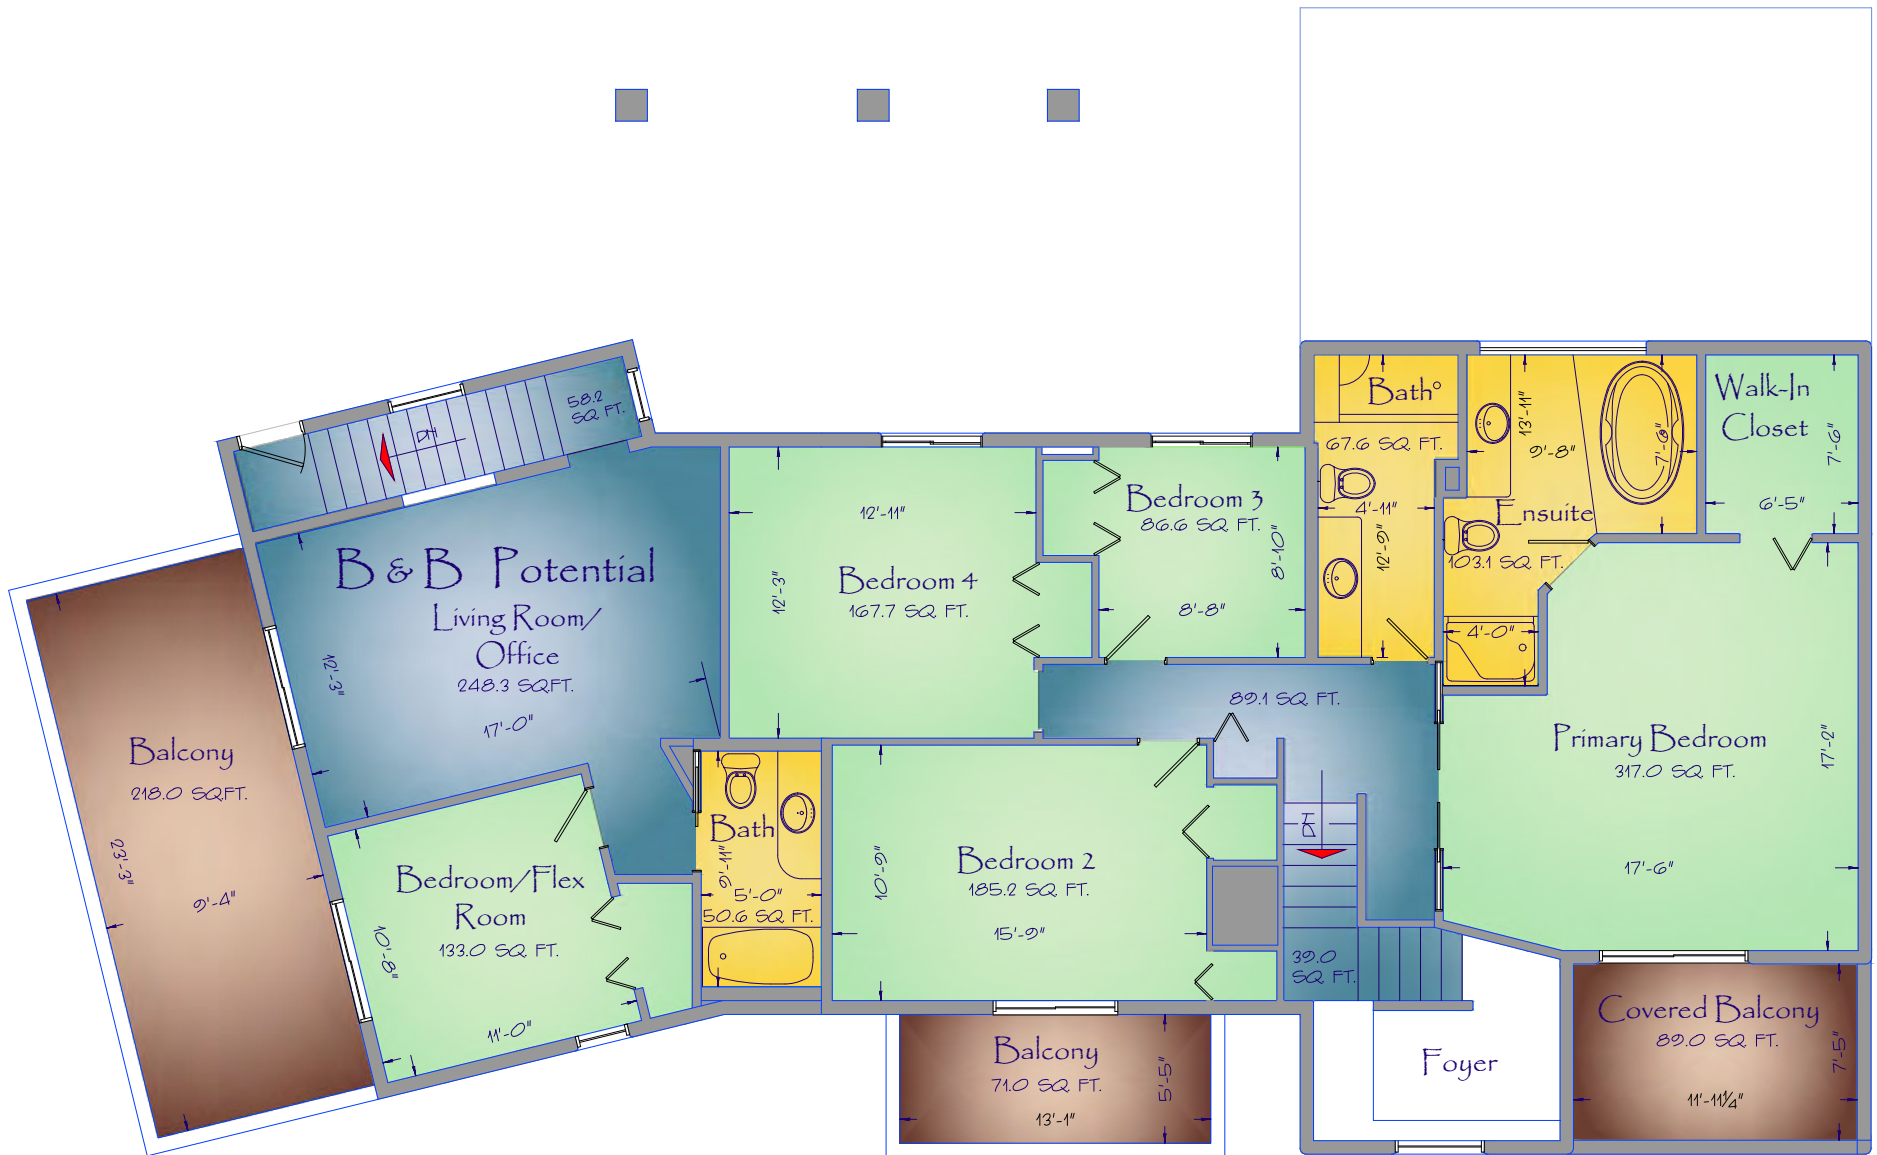 58.2
SQ. FT.
DN
B & B Potential
Living Room/
Office
248.3 SQ.FT.
12'-3"
17'-0"
Balcony
218.0 SQ.FT.
23'-3"
9'-4"
Bedroom/Flex
Room
133.0 SQ. FT.
10'-8"
11'-0"
Bath
9'-11"
5'-0"
50.6 SQ. FT.
12'-11"
12'-3"
Bedroom 4
167.7 SQ. FT.
Bedroom 3
86.6 SQ. FT.
8'-10"
8'-8"
Bath
67.6 SQ. FT.
4'-11"
12'-9"
13'-11"
9'-8"
7'-6"
Ensuite
103.1 SQ. FT.
4'-0"
Walk-In
Closet
7'-6"
6'-5"
89.1 SQ. FT.
Primary Bedroom
317.0 SQ. FT.
17'-2"
17'-6"
Bedroom 2
185.2 SQ. FT.
10'-9"
15'-9"
DN
39.0
SQ. FT.
Balcony
71.0 SQ. FT.
5'-5"
13'-1"
Foyer
Covered Balcony
89.0 SQ. FT.
7'-5"
11'-11¼"